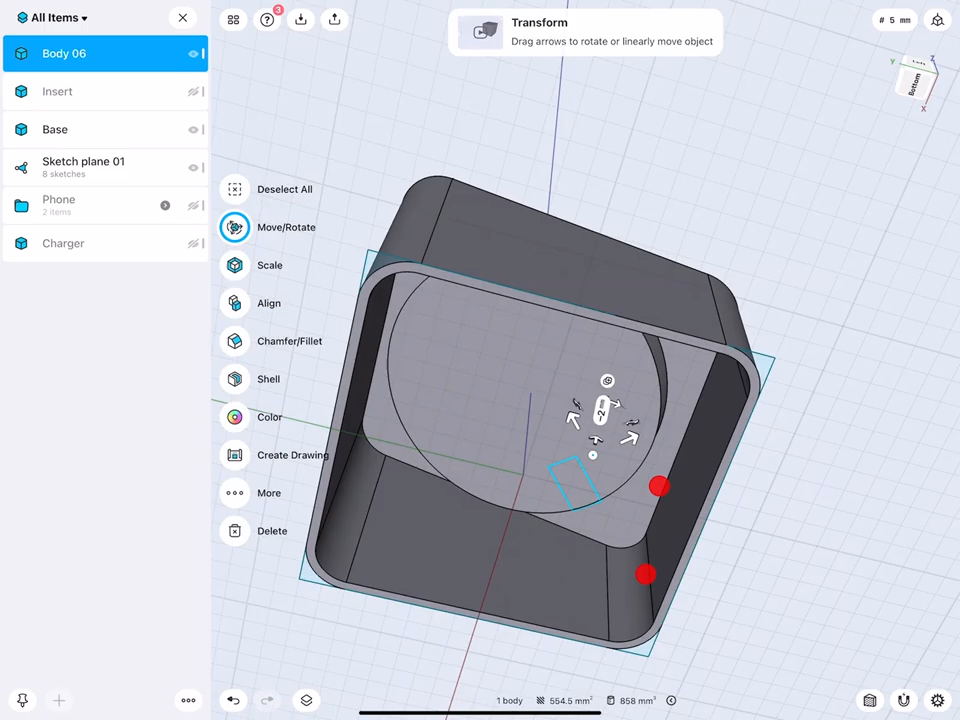 All Items
3
Transform
Drag arrows to rotate or linearly move object
# 5 mm
Body 06
Insert
Base
Sketch plane 01
8 sketches
Phone
2 items
Charger
Deselect All
Move/Rotate
Scale
Align
Chamfer/Fillet
Shell
Color
Create Drawing
More
Delete
Z
Y
Bottom
X
1 body
554.5 mm²
858 mm³